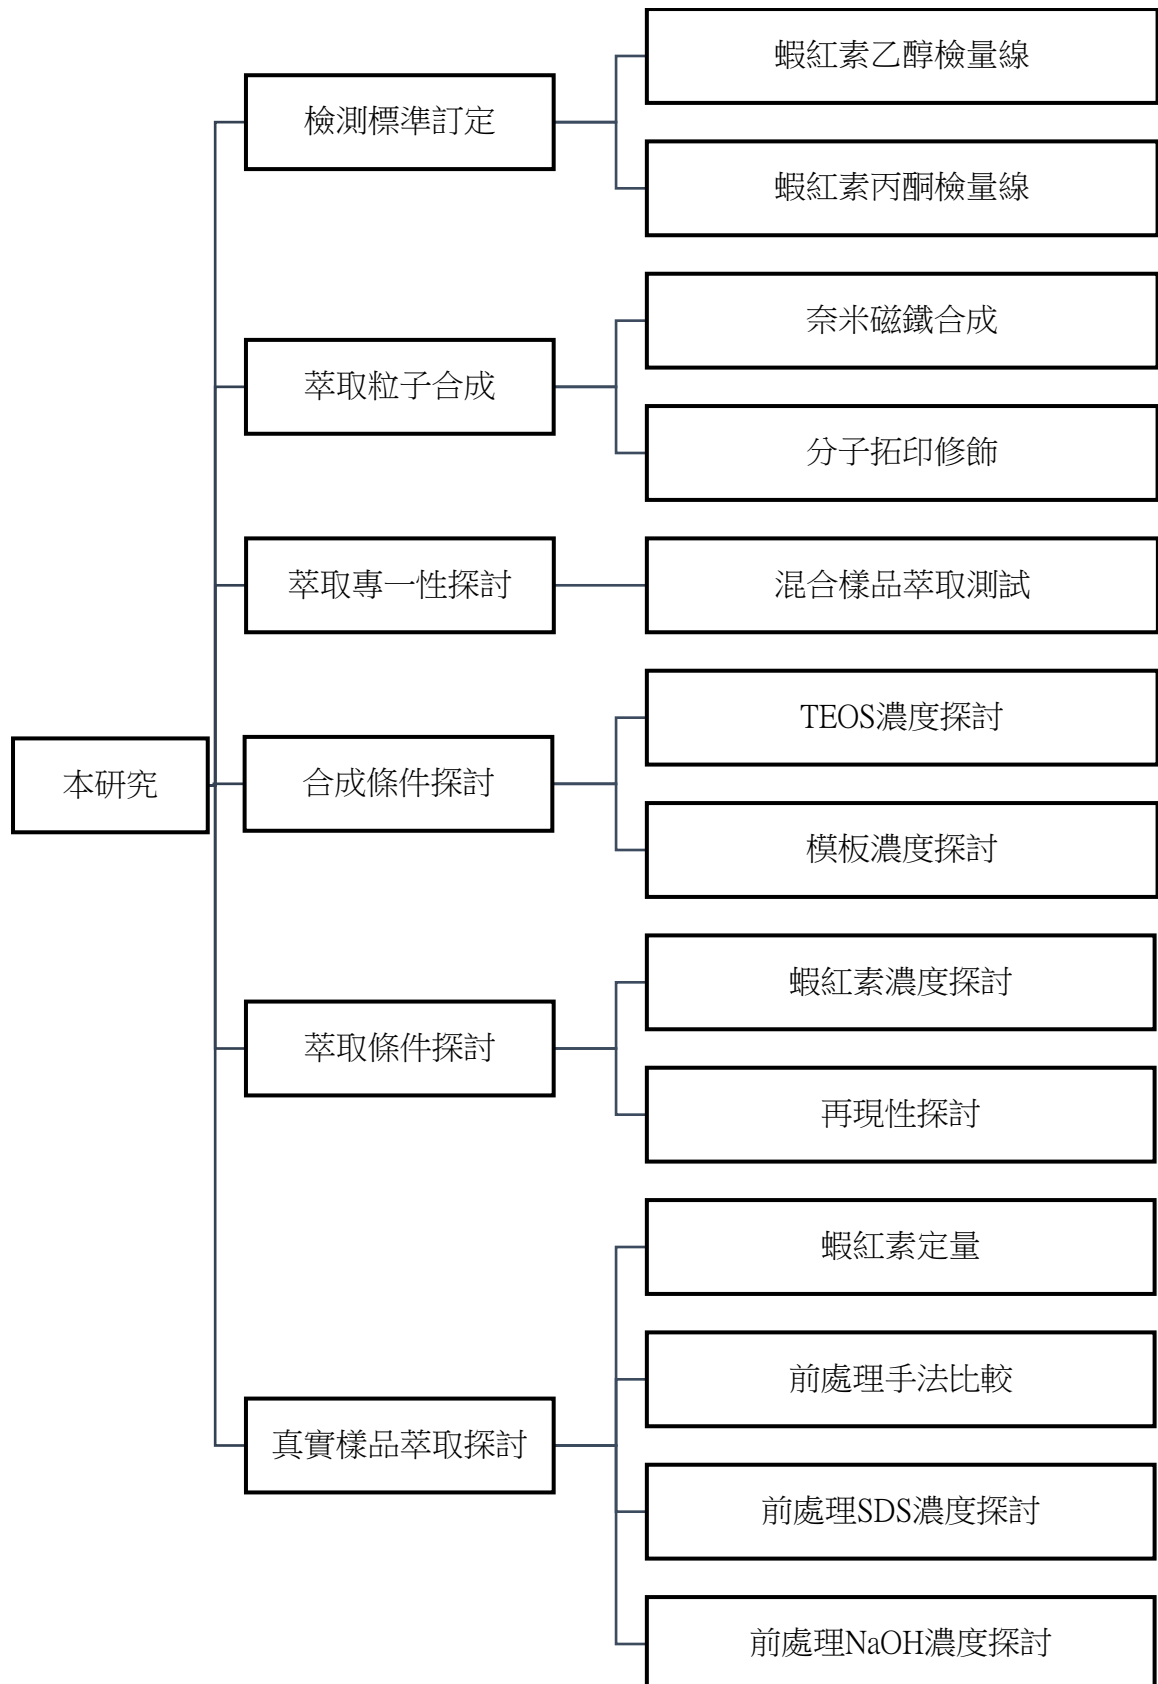 本研究
檢測標準訂定
蝦紅素乙醇檢量線
蝦紅素丙酮檢量線
萃取粒子合成
奈米磁鐵合成
分子拓印修飾
萃取專一性探討
混合樣品萃取測試
合成條件探討
TEOS濃度探討
模板濃度探討
萃取條件探討
蝦紅素濃度探討
再現性探討
真實樣品萃取探討
蝦紅素定量
前處理手法比較
前處理SDS濃度探討
前處理NaOH濃度探討